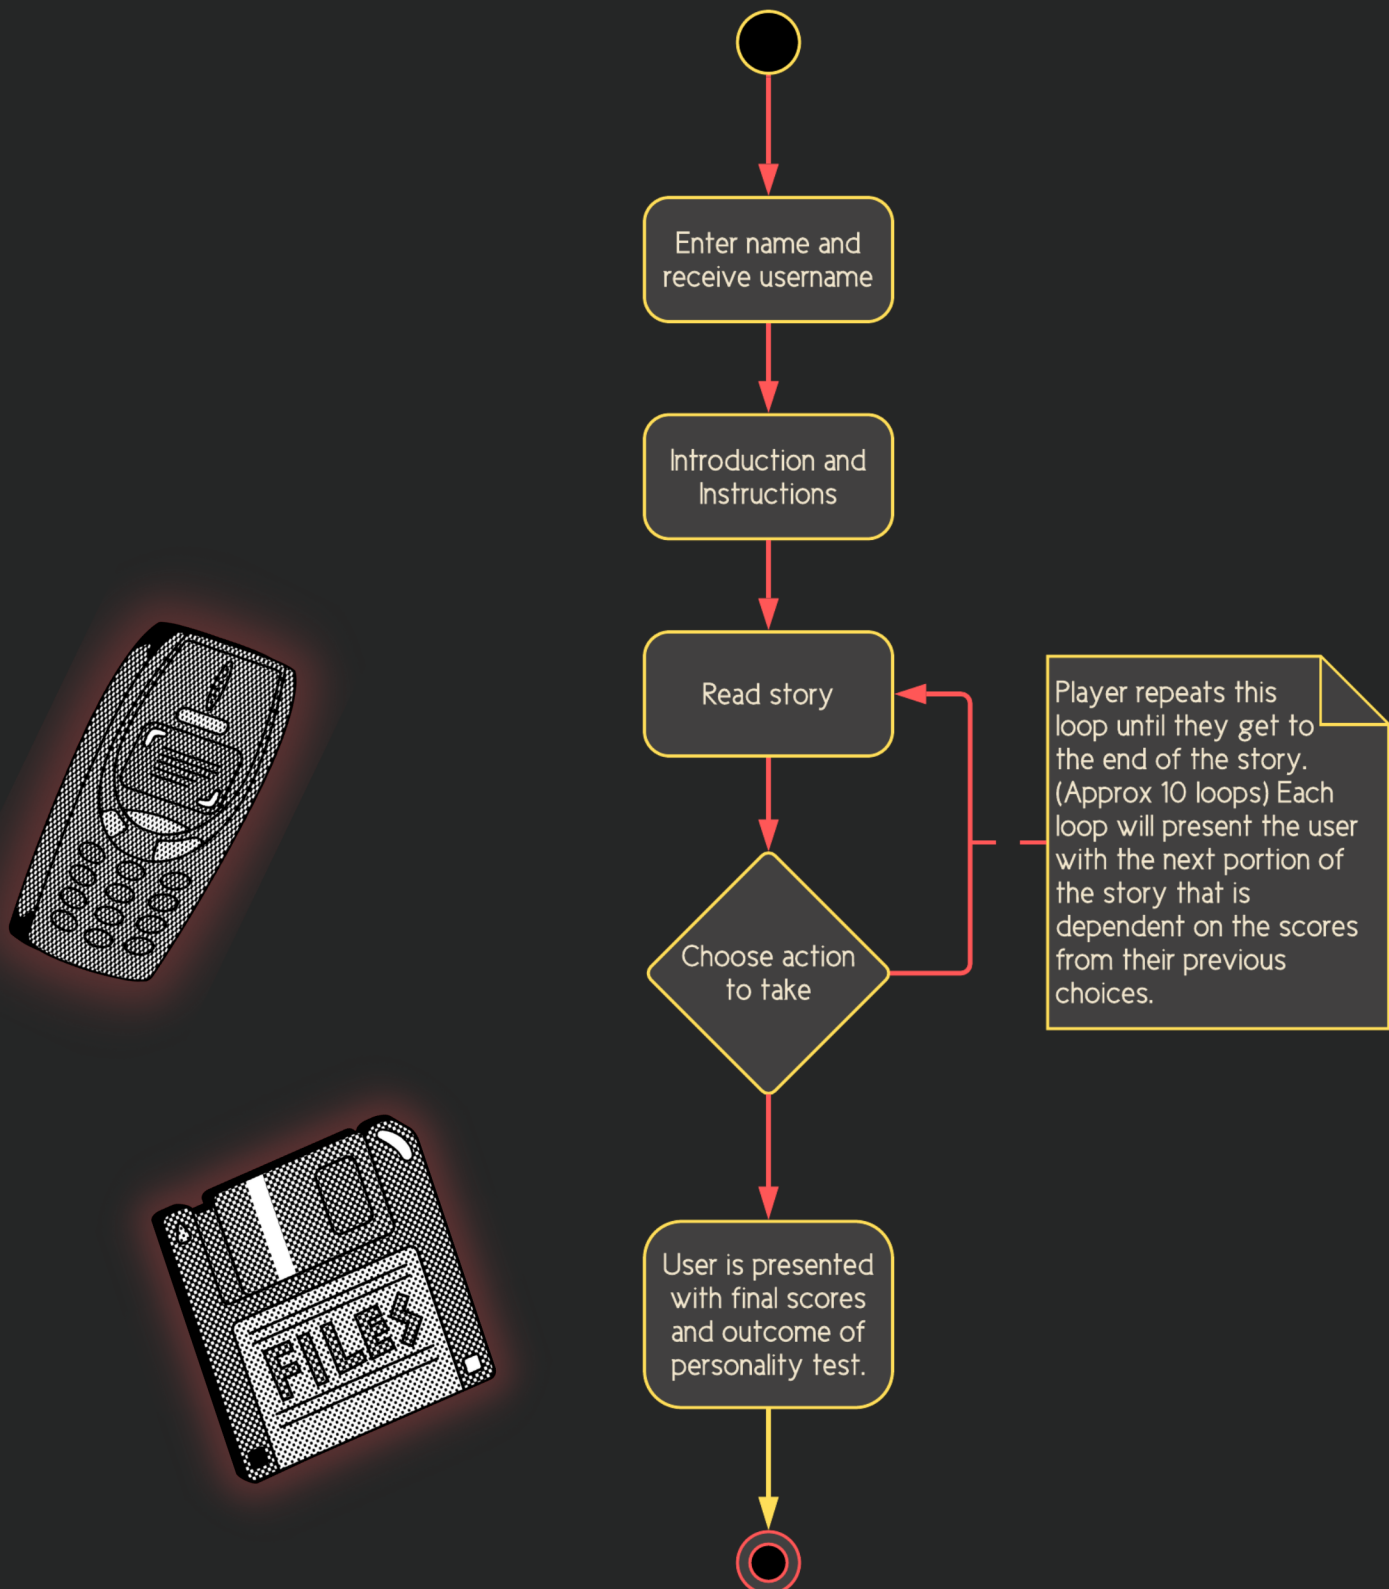 Enter name and
receive username
Introduction and
Instructions
Read story
Player repeats this
loop until they get to
the end of the story.
(Approx 10 loops) Each
loop will present the user
with the next portion of
the story that is
dependent on the scores
from their previous
choices.
Choose action
to take
User is presented
with final scores
and outcome of
personality test.
FILES